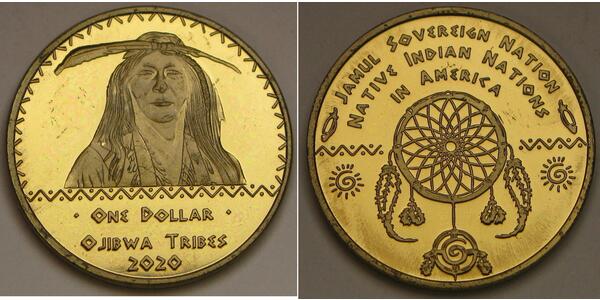 · One Dollar ·
Ojibwa Tribes
2020
Jamul Sovereign Nation
Native Indian Nations
in America